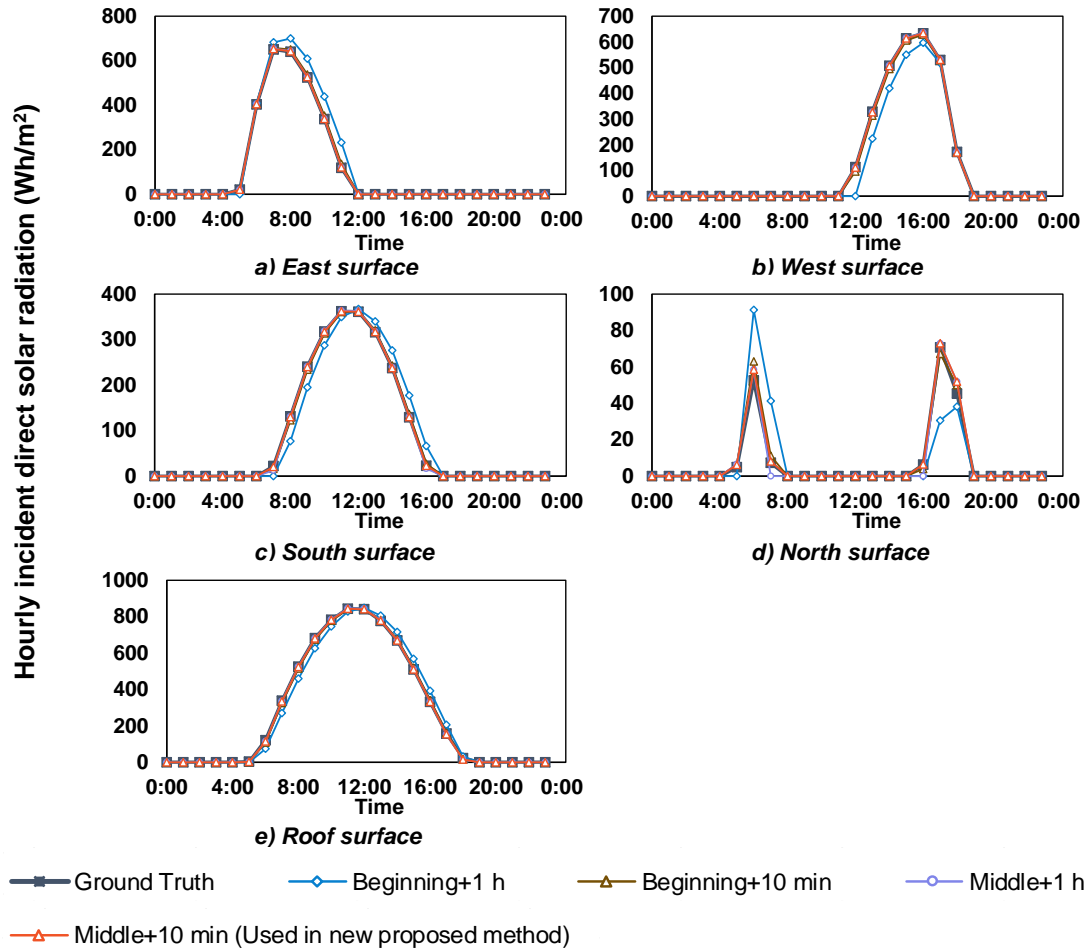 Hourly incident direct solar radiation (Wh/m²)
800
600
400
200
0
0:00 4:00 8:00 12:00 16:00 20:00 0:00
Time
a) East surface
700
600
500
400
300
200
100
0
0:00 4:00 8:00 12:00 16:00 20:00 0:00
Time
b) West surface
400
300
200
100
0
0:00 4:00 8:00 12:00 16:00 20:00 0:00
Time
c) South surface
100
80
60
40
20
0
0:00 4:00 8:00 12:00 16:00 20:00 0:00
Time
d) North surface
1000
800
600
400
200
0
0:00 4:00 8:00 12:00 16:00 20:00 0:00
Time
e) Roof surface
Ground Truth Beginning+1 h Beginning+10 min Middle+1 h
Middle+10 min (Used in new proposed method)